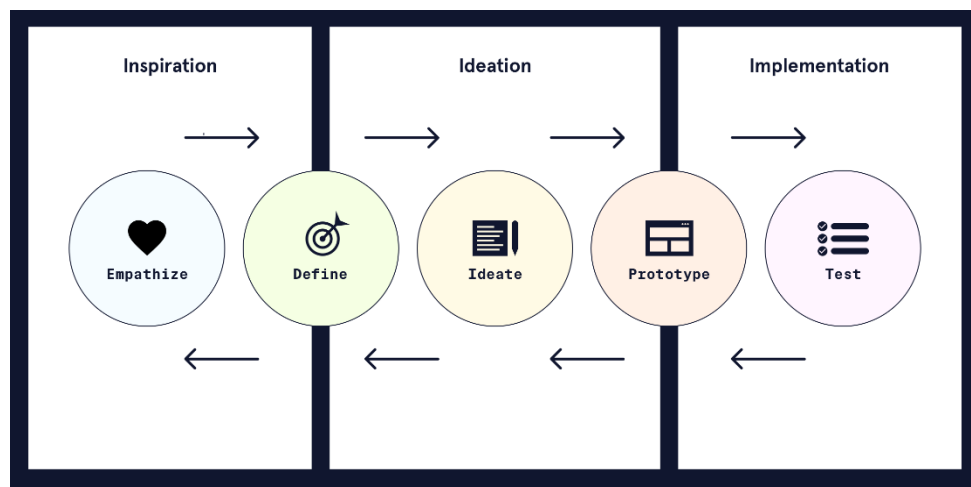 Inspiration
Ideation
Implementation
Empathize
Define
Ideate
Prototype
Test